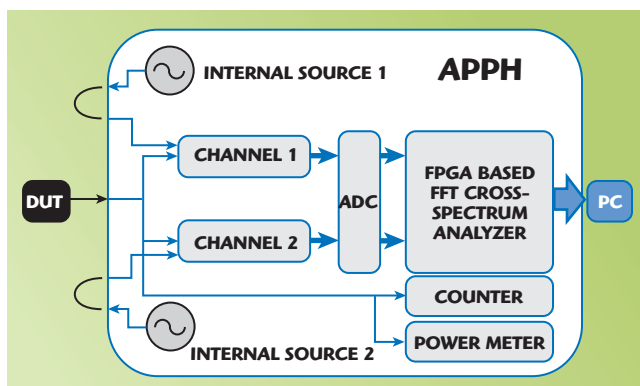 INTERNAL SOURCE 1
APPH
CHANNEL 1
ADC
FPGA BASED
FFT CROSS-
SPECTRUM
ANALYZER
DUT
PC
CHANNEL 2
COUNTER
POWER METER
INTERNAL SOURCE 2